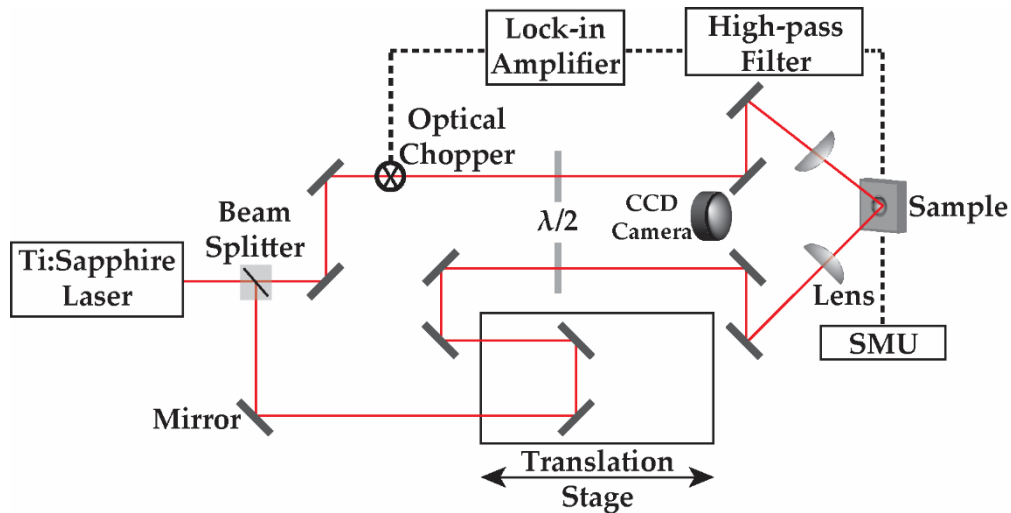 Lock-in
Amplifier
High-pass
Filter
Optical
Chopper
Beam
Splitter
Ti:Sapphire
Laser
λ/2
CCD
Camera
Sample
Lens
SMU
Mirror
Translation
Stage